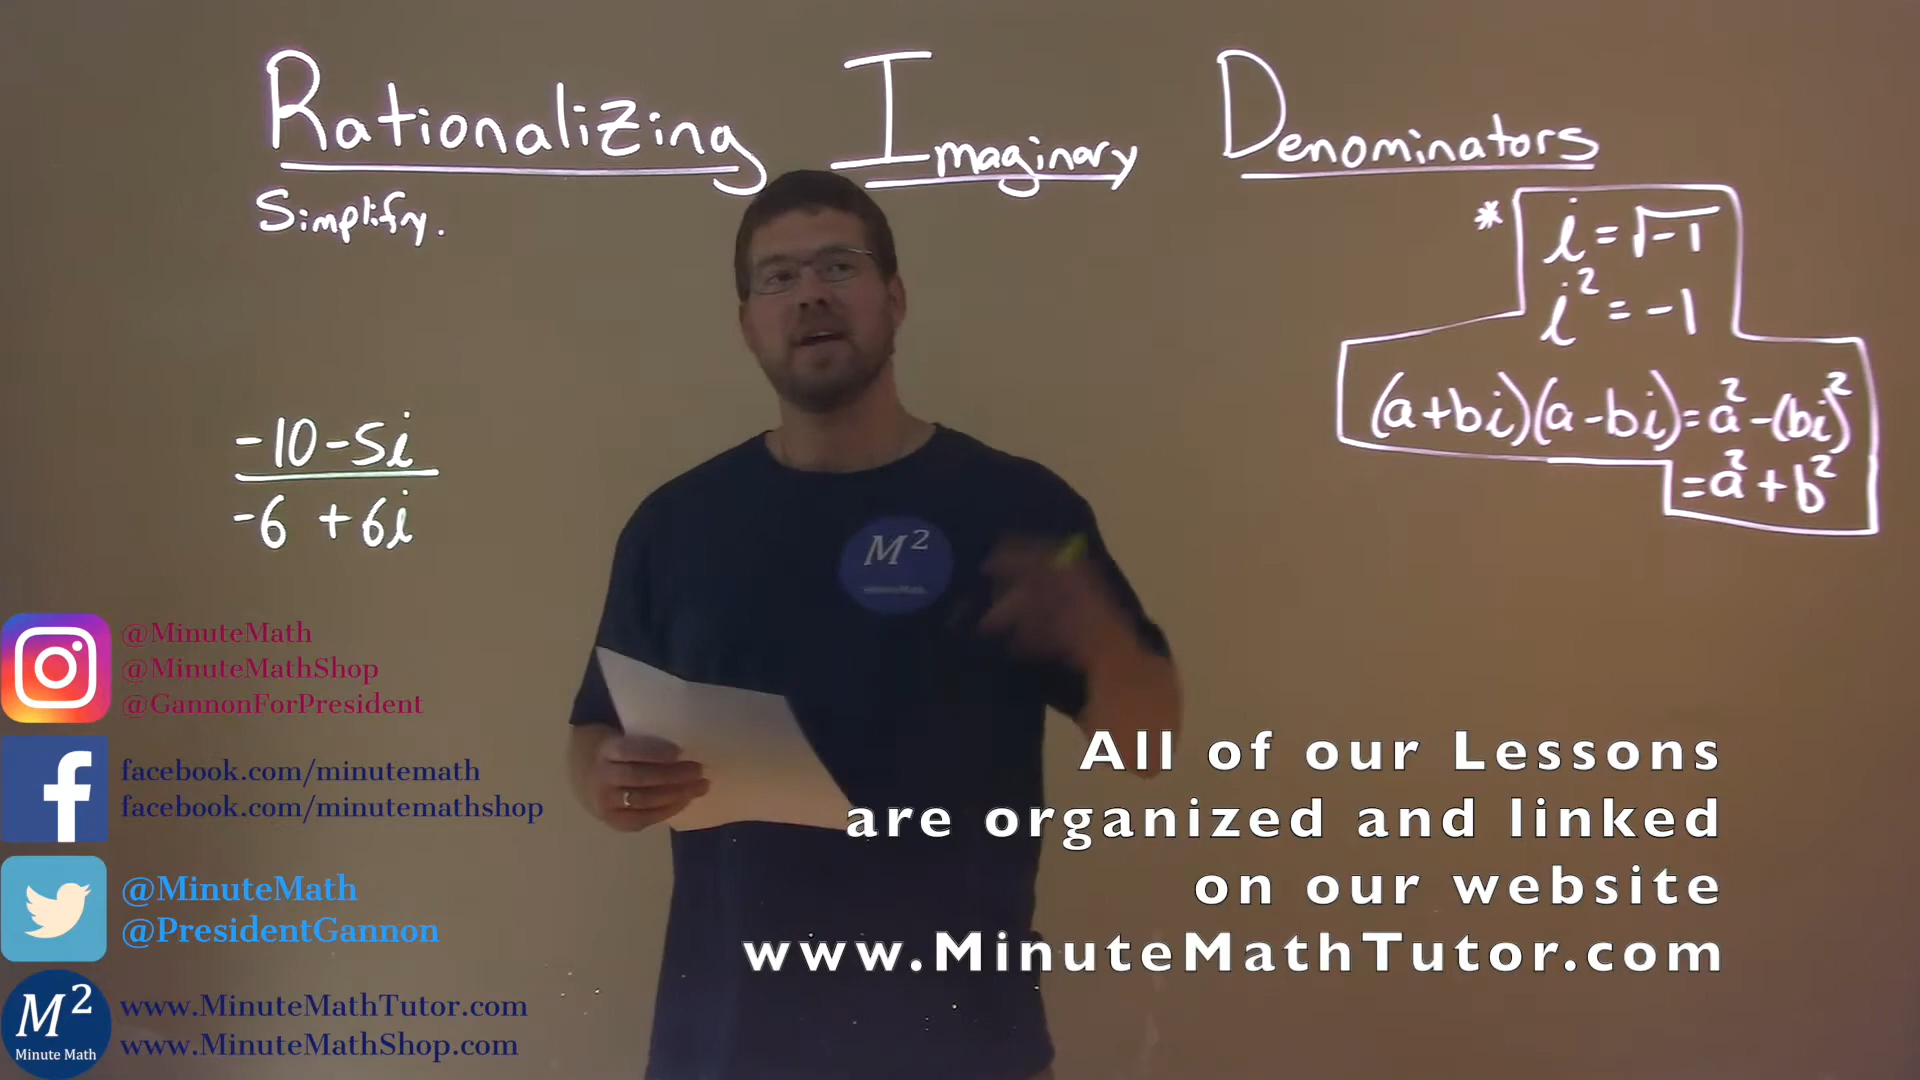 Rationalizing Imaginary Denominators
Simplify.
* i = √-1
i² = -1
(a+bi)(a-bi) = a² - (bi)²
= a² + b²
-10 - 5i
-6 + 6i
M²
@MinuteMath
@MinuteMathShop
@GannonForPresident
facebook.com/minutemath
facebook.com/minutemathshop
@MinuteMath
@PresidentGannon
M²
Minute Math
www.MinuteMathTutor.com
www.MinuteMathShop.com
All of our Lessons
are organized and linked
on our website
www.MinuteMathTutor.com